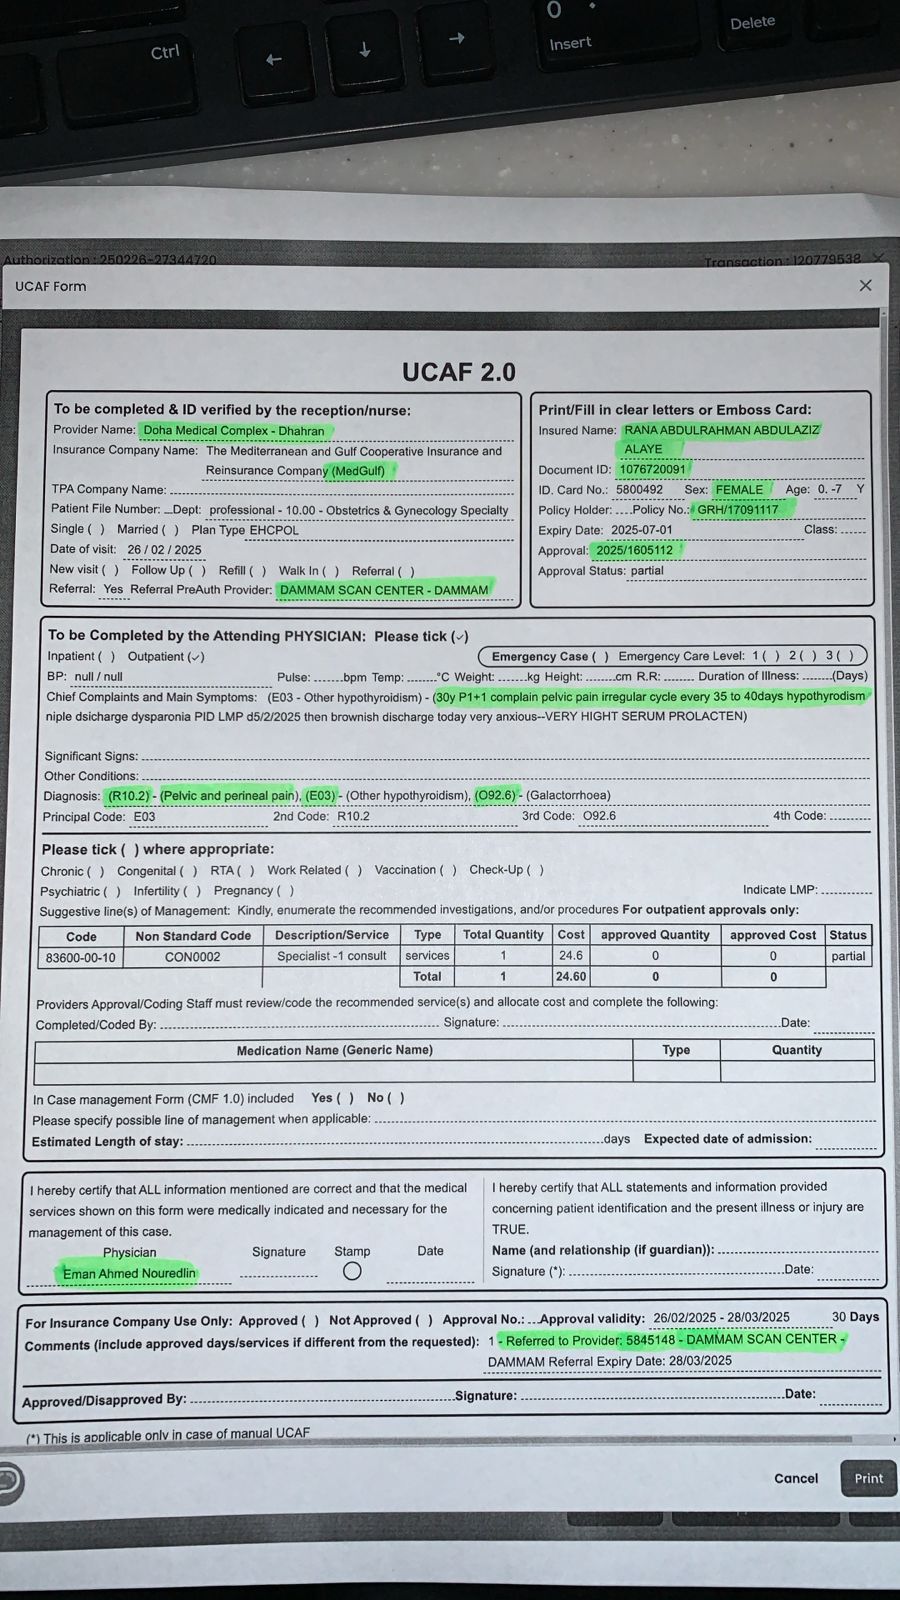 Ctrl
Insert
Delete
Authorization : 250226-27344720
Transaction : 120779538
UCAF Form
UCAF 2.0
To be completed & ID verified by the reception/nurse:
Provider Name: Doha Medical Complex - Dhahran
Insurance Company Name: The Mediterranean and Gulf Cooperative Insurance and
Reinsurance Company (MedGulf)
TPA Company Name:
Patient File Number: Dept: professional - 10.00 - Obstetrics & Gynecology Specialty
Single ( ) Married ( ) Plan Type EHCPOL
Date of visit: 26 / 02 / 2025
New visit ( ) Follow Up ( ) Refill ( ) Walk In ( ) Referral ( )
Referral: Yes Referral PreAuth Provider: DAMMAM SCAN CENTER - DAMMAM
Print/Fill in clear letters or Emboss Card:
Insured Name: RANA ABDULRAHMAN ABDULAZIZ
ALAYE
Document ID: 1076720091
ID. Card No.: 5800492 Sex: FEMALE Age: 0. -7 Y
Policy Holder: Policy No.: GRH/17091117
Expiry Date: 2025-07-01 Class:
Approval: 2025/1605112
Approval Status: partial
To be Completed by the Attending PHYSICIAN: Please tick (✓)
Inpatient ( ) Outpatient (✓)
Emergency Case ( ) Emergency Care Level: 1 ( ) 2 ( ) 3 ( )
BP: null / null Pulse: bpm Temp: °C Weight: kg Height: cm R.R: Duration of Illness: (Days)
Chief Complaints and Main Symptoms: (E03 - Other hypothyroidism) - (30y P1+1 complain pelvic pain irregular cycle every 35 to 40days hypothyrodism
niple dsicharge dysparonia PID LMP d5/2/2025 then brownish discharge today very anxious--VERY HIGHT SERUM PROLACTEN)
Significant Signs:
Other Conditions:
Diagnosis: (R10.2) - (Pelvic and perineal pain), (E03) - (Other hypothyroidism), (O92.6) - (Galactorrhoea)
Principal Code: E03 2nd Code: R10.2 3rd Code: O92.6 4th Code:
Please tick ( ) where appropriate:
Chronic ( ) Congenital ( ) RTA ( ) Work Related ( ) Vaccination ( ) Check-Up ( )
Psychiatric ( ) Infertility ( ) Pregnancy ( ) Indicate LMP:
Suggestive line(s) of Management: Kindly, enumerate the recommended investigations, and/or procedures For outpatient approvals only:
Code Non Standard Code Description/Service Type Total Quantity Cost approved Quantity approved Cost Status
83600-00-10 CON0002 Specialist -1 consult services 1 24.6 0 0 partial
Total 1 24.60 0 0
Providers Approval/Coding Staff must review/code the recommended service(s) and allocate cost and complete the following:
Completed/Coded By: Signature: Date:
Medication Name (Generic Name) Type Quantity
In Case management Form (CMF 1.0) included Yes ( ) No ( )
Please specify possible line of management when applicable:
Estimated Length of stay: days Expected date of admission:
I hereby certify that ALL information mentioned are correct and that the medical
services shown on this form were medically indicated and necessary for the
management of this case.
Physician Signature Stamp Date
Eman Ahmed Nouredlin
I hereby certify that ALL statements and information provided
concerning patient identification and the present illness or injury are
TRUE.
Name (and relationship (if guardian)):
Signature (*): Date:
For Insurance Company Use Only: Approved ( ) Not Approved ( ) Approval No.: Approval validity: 26/02/2025 - 28/03/2025 30 Days
Comments (include approved days/services if different from the requested): 1 - Referred to Provider: 5845148 - DAMMAM SCAN CENTER -
DAMMAM Referral Expiry Date: 28/03/2025
Approved/Disapproved By: Signature: Date:
(*) This is applicable only in case of manual UCAF
Cancel
Print